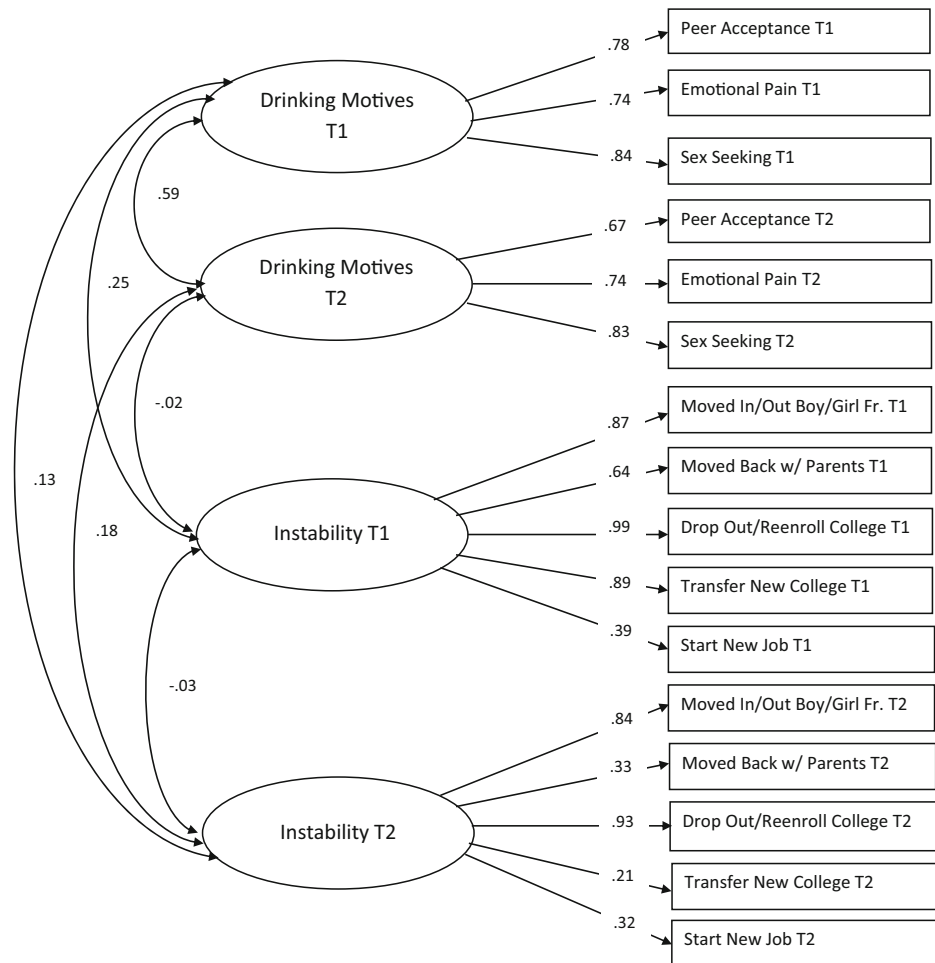 Peer Acceptance T1
.78
Drinking Motives
T1
Emotional Pain T1
.74
Sex Seeking T1
.84
.59
Peer Acceptance T2
.67
Drinking Motives
T2
Emotional Pain T2
.74
.25
Sex Seeking T2
.83
-.02
Moved In/Out Boy/Girl Fr. T1
.87
Moved Back w/ Parents T1
.64
.13
.18
Instability T1
Drop Out/Reenroll College T1
.99
Transfer New College T1
.89
Start New Job T1
.39
-.03
Moved In/Out Boy/Girl Fr. T2
.84
Moved Back w/ Parents T2
.33
Instability T2
Drop Out/Reenroll College T2
.93
Transfer New College T2
.21
Start New Job T2
.32